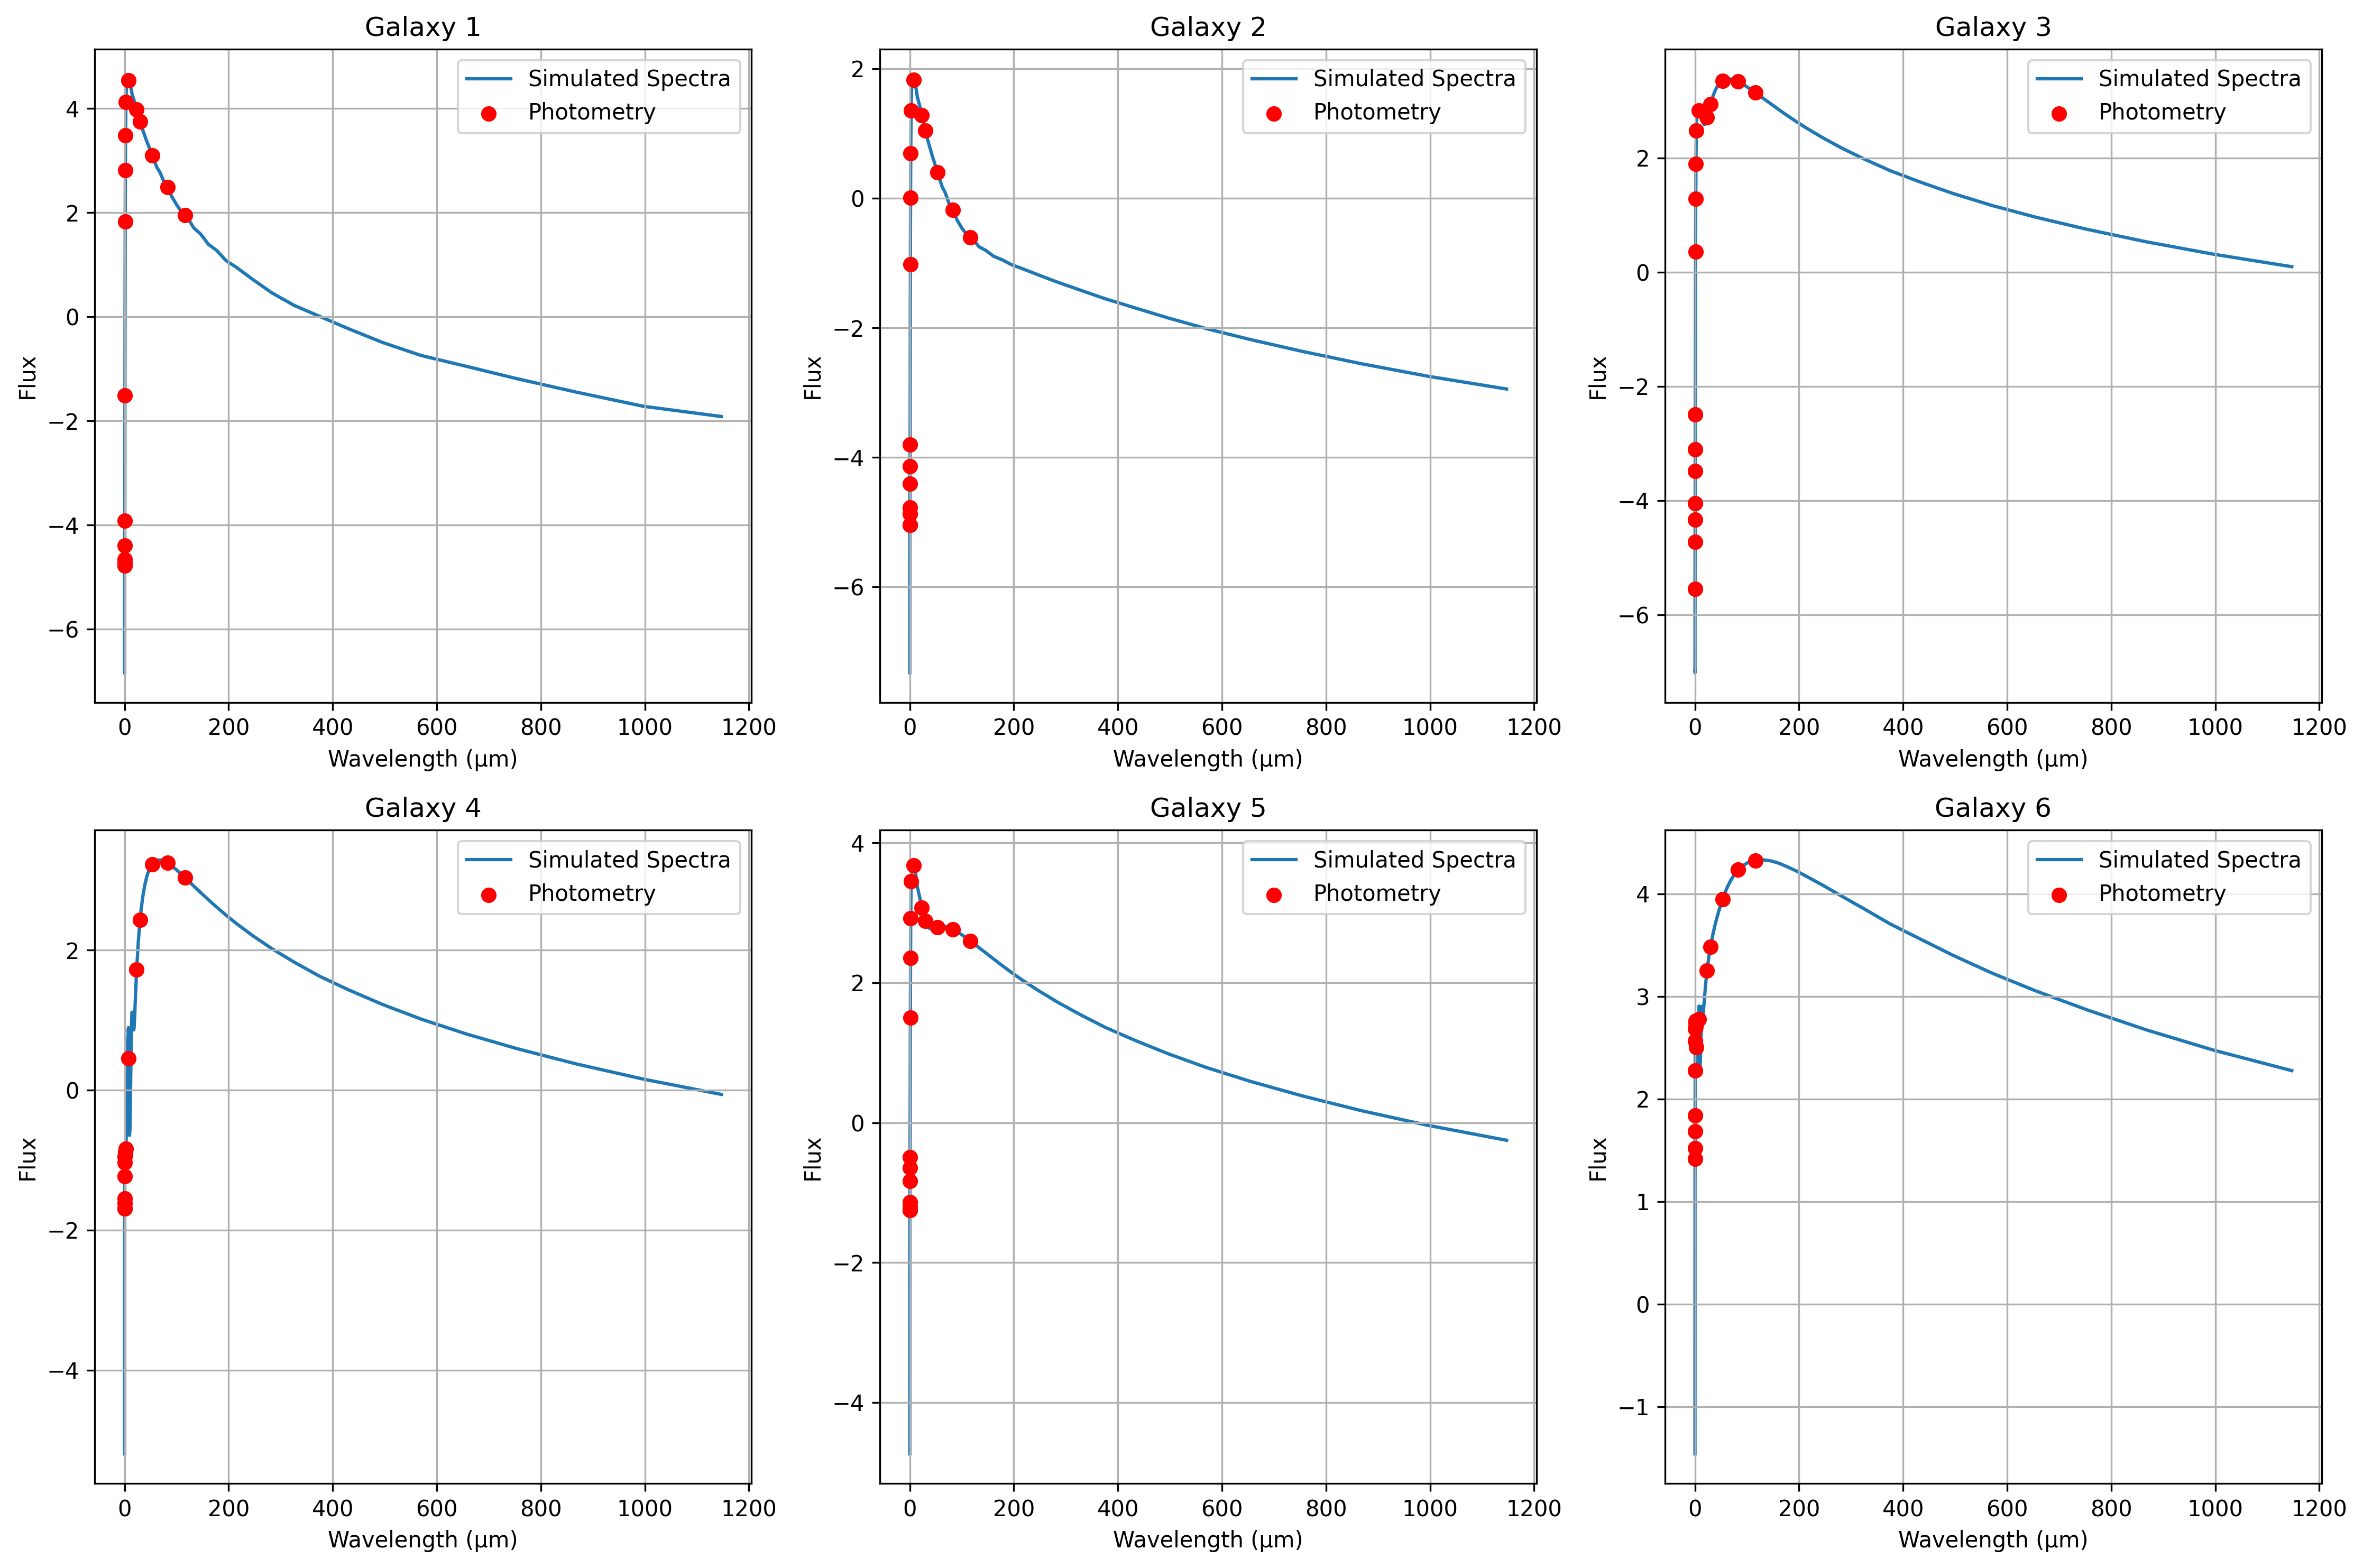 Galaxy 1
Flux
4
2
0
−2
−4
−6
Simulated Spectra
Photometry
0 200 400 600 800 1000 1200
Wavelength (μm)
Galaxy 2
Flux
2
0
−2
−4
−6
Simulated Spectra
Photometry
0 200 400 600 800 1000 1200
Wavelength (μm)
Galaxy 3
Flux
2
0
−2
−4
−6
Simulated Spectra
Photometry
0 200 400 600 800 1000 1200
Wavelength (μm)
Galaxy 4
Flux
2
0
−2
−4
Simulated Spectra
Photometry
0 200 400 600 800 1000 1200
Wavelength (μm)
Galaxy 5
Flux
4
2
0
−2
−4
Simulated Spectra
Photometry
0 200 400 600 800 1000 1200
Wavelength (μm)
Galaxy 6
Flux
4
3
2
1
0
−1
Simulated Spectra
Photometry
0 200 400 600 800 1000 1200
Wavelength (μm)